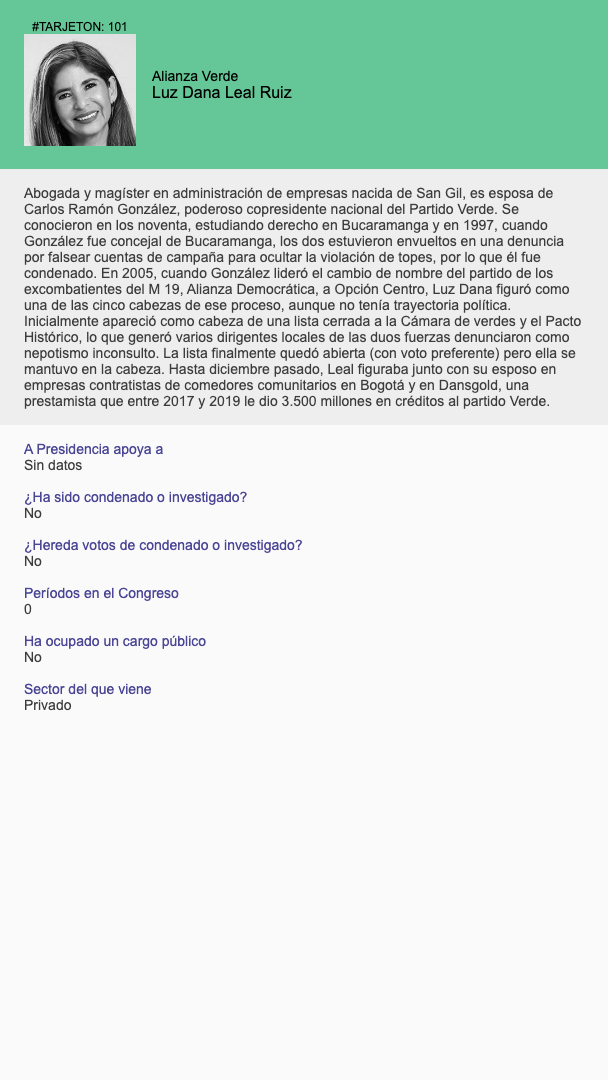 #TARJETON: 101
Alianza Verde
Luz Dana Leal Ruiz
Abogada y magíster en administración de empresas nacida de San Gil, es esposa de
Carlos Ramón González, poderoso copresidente nacional del Partido Verde. Se
conocieron en los noventa, estudiando derecho en Bucaramanga y en 1997, cuando
González fue concejal de Bucaramanga, los dos estuvieron envueltos en una denuncia
por falsear cuentas de campaña para ocultar la violación de topes, por lo que él fue
condenado. En 2005, cuando González lideró el cambio de nombre del partido de los
excombatientes del M 19, Alianza Democrática, a Opción Centro, Luz Dana figuró como
una de las cinco cabezas de ese proceso, aunque no tenía trayectoria política.
Inicialmente apareció como cabeza de una lista cerrada a la Cámara de verdes y el Pacto
Histórico, lo que generó varios dirigentes locales de las duos fuerzas denunciaron como
nepotismo inconsulto. La lista finalmente quedó abierta (con voto preferente) pero ella se
mantuvo en la cabeza. Hasta diciembre pasado, Leal figuraba junto con su esposo en
empresas contratistas de comedores comunitarios en Bogotá y en Dansgold, una
prestamista que entre 2017 y 2019 le dio 3.500 millones en créditos al partido Verde.
A Presidencia apoya a
Sin datos
¿Ha sido condenado o investigado?
No
¿Hereda votos de condenado o investigado?
No
Períodos en el Congreso
0
Ha ocupado un cargo público
No
Sector del que viene
Privado